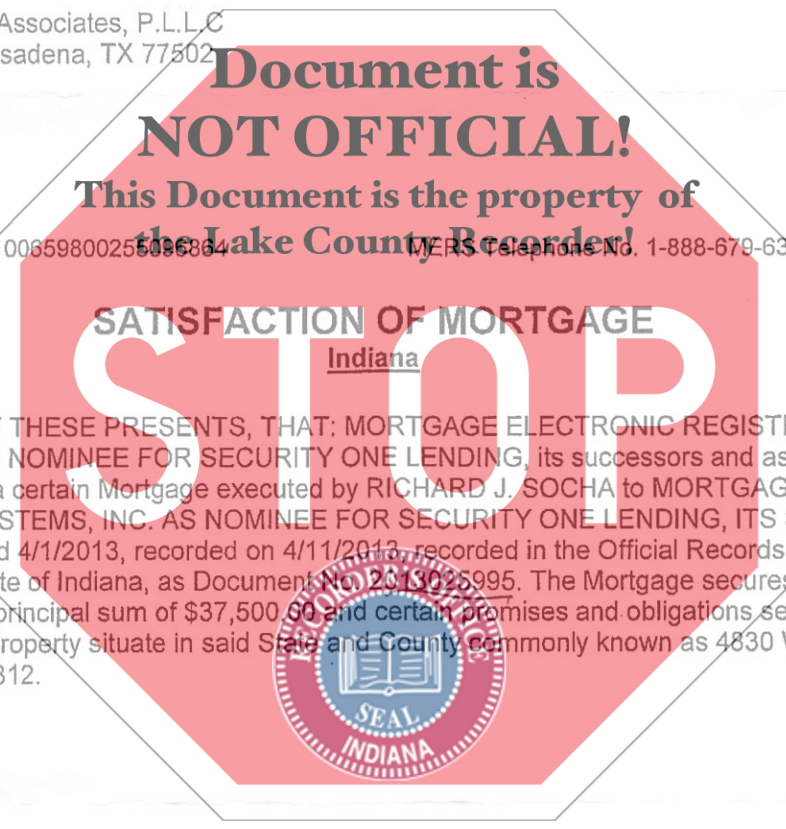 Associates, P.L.L.C
sadena, TX 77502
Document is
NOT OFFICIAL!
This Document is the property of
the Lake County Recorder!
MERS Telephone No. 1-888-679-63
SATISFACTION OF MORTGAGE
Indiana
STOP
THESE PRESENTS, THAT: MORTGAGE ELECTRONIC REGISTE
NOMINEE FOR SECURITY ONE LENDING, its successors and as
a certain Mortgage executed by RICHARD J. SOCHA to MORTGAG
STEMS, INC. AS NOMINEE FOR SECURITY ONE LENDING, ITS
d 4/1/2013, recorded on 4/11/2013, recorded in the Official Records
te of Indiana, as Document No. 2013025995. The Mortgage secures
principal sum of $37,500.00 and certain promises and obligations se
roperty situate in said State and County commonly known as 4830 W
312.
RECORDER'S OFFICE
SEAL
INDIANA